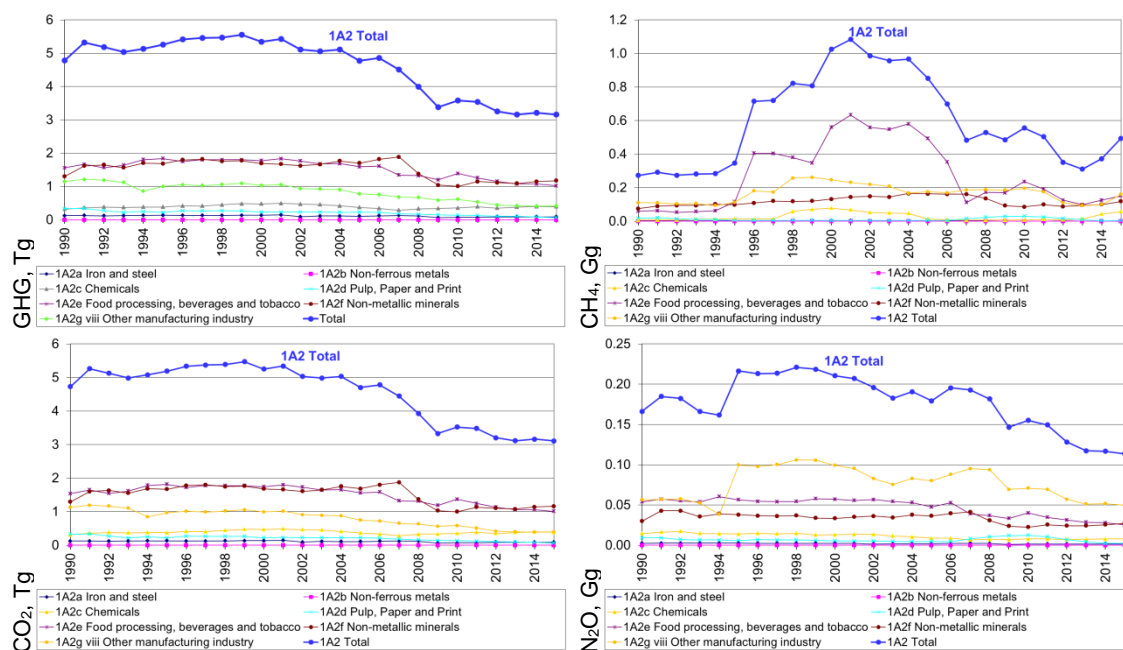 GHG, Tg
6
5
4
3
2
1
0
1A2 Total
1990 1992 1994 1996 1998 2000 2002 2004 2006 2008 2010 2012 2014
1A2a Iron and steel 1A2b Non-ferrous metals
1A2c Chemicals 1A2d Pulp, Paper and Print
1A2e Food processing, beverages and tobacco 1A2f Non-metallic minerals
1A2g viii Other manufacturing industry Total
CH₄, Gg
1.2
1.0
0.8
0.6
0.4
0.2
0.0
1A2 Total
1990 1992 1994 1996 1998 2000 2002 2004 2006 2008 2010 2012 2014
1A2a Iron and steel 1A2b Non-ferrous metals
1A2c Chemicals 1A2d Pulp, Paper and Print
1A2e Food processing, beverages and tobacco 1A2f Non-metallic minerals
1A2g viii Other manufacturing industry 1A2 Total
CO₂, Tg
6
5
4
3
2
1
0
1A2 Total
1990 1992 1994 1996 1998 2000 2002 2004 2006 2008 2010 2012 2014
1A2a Iron and steel 1A2b Non-ferrous metals
1A2c Chemicals 1A2d Pulp, Paper and Print
1A2e Food processing, beverages and tobacco 1A2f Non-metallic minerals
1A2g viii Other manufacturing industry 1A2 Total
N₂O, Gg
0.25
0.20
0.15
0.10
0.05
0.00
1A2 Total
1990 1992 1994 1996 1998 2000 2002 2004 2006 2008 2010 2012 2014
1A2a Iron and steel 1A2b Non-ferrous metals
1A2c Chemicals 1A2d Pulp, Paper and Print
1A2e Food processing, beverages and tobacco 1A2f Non-metallic minerals
1A2g viii Other manufacturing industry 1A2 Total